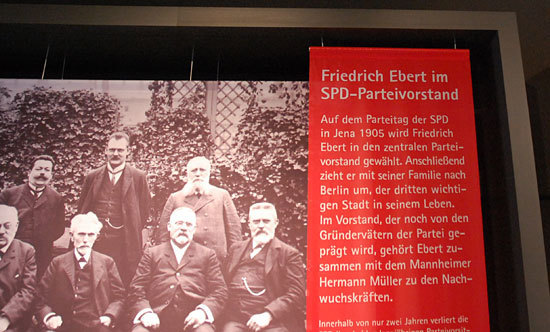 Friedrich Ebert im
SPD-Parteivorstand
Auf dem Parteitag der SPD
in Jena 1905 wird Friedrich
Ebert in den zentralen Partei-
vorstand gewählt. Anschließend
zieht er mit seiner Familie nach
Berlin um, der dritten wichti-
gen Stadt in seinem Leben.
Im Vorstand, der noch von den
Gründervätern der Partei ge-
prägt wird, gehört Ebert zu-
sammen mit dem Mannheimer
Hermann Müller zu den Nach-
wuchskräften.
Innerhalb von nur zwei Jahren verliert die